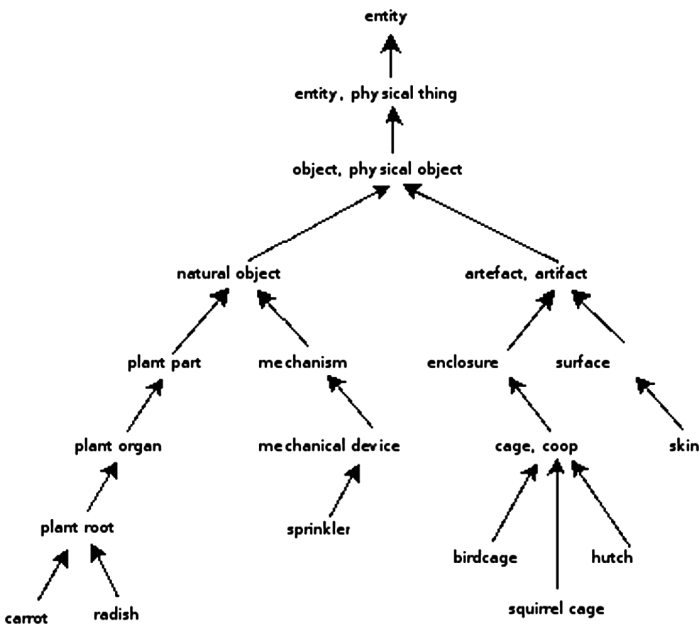 entity
entity, physical thing
object, physical object
natural object
artefact, artifact
plant part
mechanism
enclosure
surface
plant organ
mechanical device
cage, coop
skin
plant root
sprinkler
birdcage
hutch
carrot
radish
squirrel cage